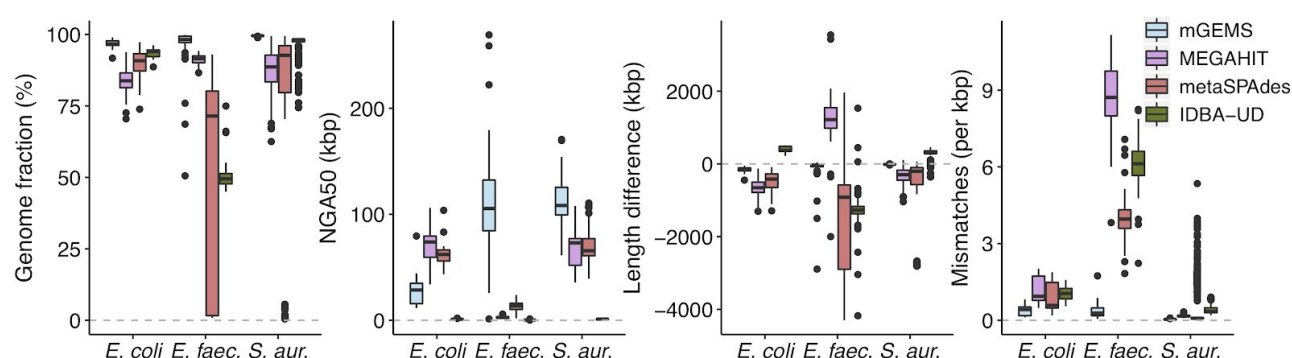 Genome fraction (%)
100
75
50
25
0
E. coli E. faec. S. aur.
NGA50 (kbp)
200
100
0
E. coli E. faec. S. aur.
Length difference (kbp)
2000
0
−2000
−4000
E. coli E. faec. S. aur.
Mismatches (per kbp)
9
6
3
0
E. coli E. faec. S. aur.
mGEMS
MEGAHIT
metaSPAdes
IDBA−UD